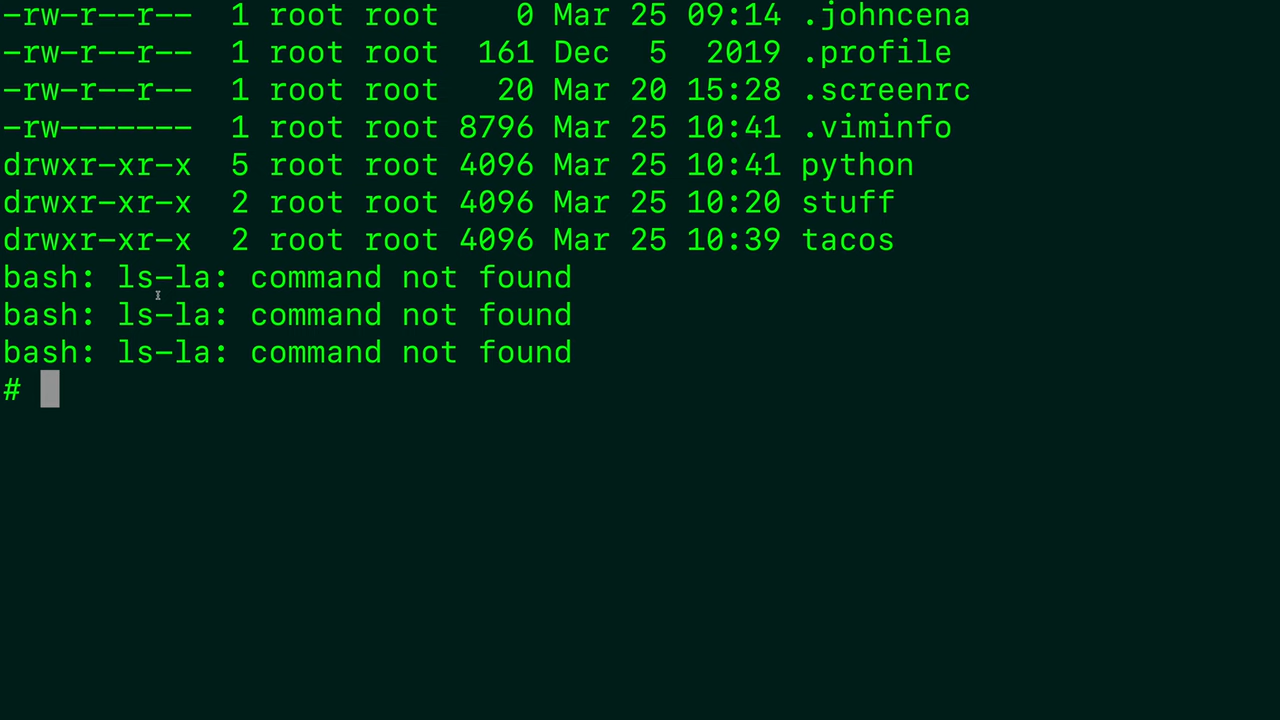 -rw-r--r-- 1 root root 0 Mar 25 09:14 .johncena
-rw-r--r-- 1 root root 161 Dec 5 2019 .profile
-rw-r--r-- 1 root root 20 Mar 20 15:28 .screenrc
-rw------- 1 root root 8796 Mar 25 10:41 .viminfo
drwxr-xr-x 5 root root 4096 Mar 25 10:41 python
drwxr-xr-x 2 root root 4096 Mar 25 10:20 stuff
drwxr-xr-x 2 root root 4096 Mar 25 10:39 tacos
bash: ls-la: command not found
bash: ls-la: command not found
bash: ls-la: command not found
#